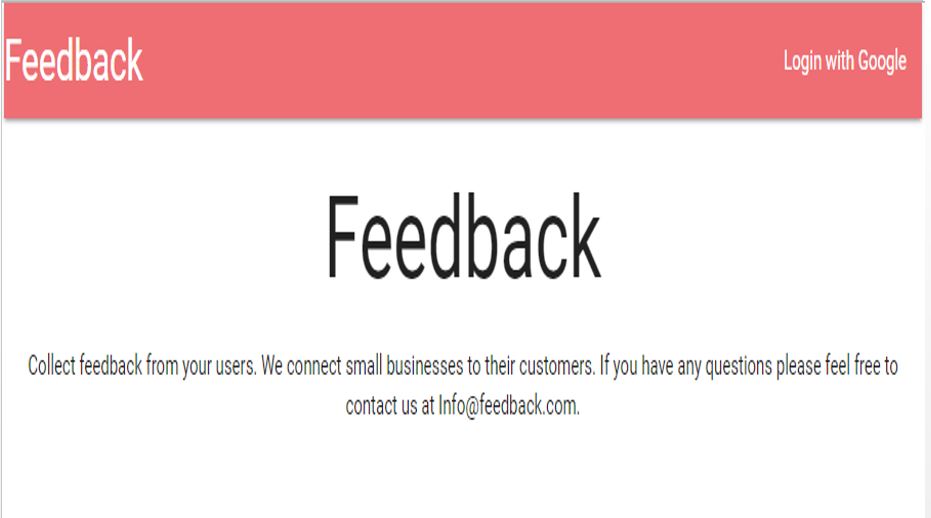 Feedback
Login with Google
Feedback
Collect feedback from your users. We connect small businesses to their customers. If you have any questions please feel free to
contact us at Info@feedback.com.